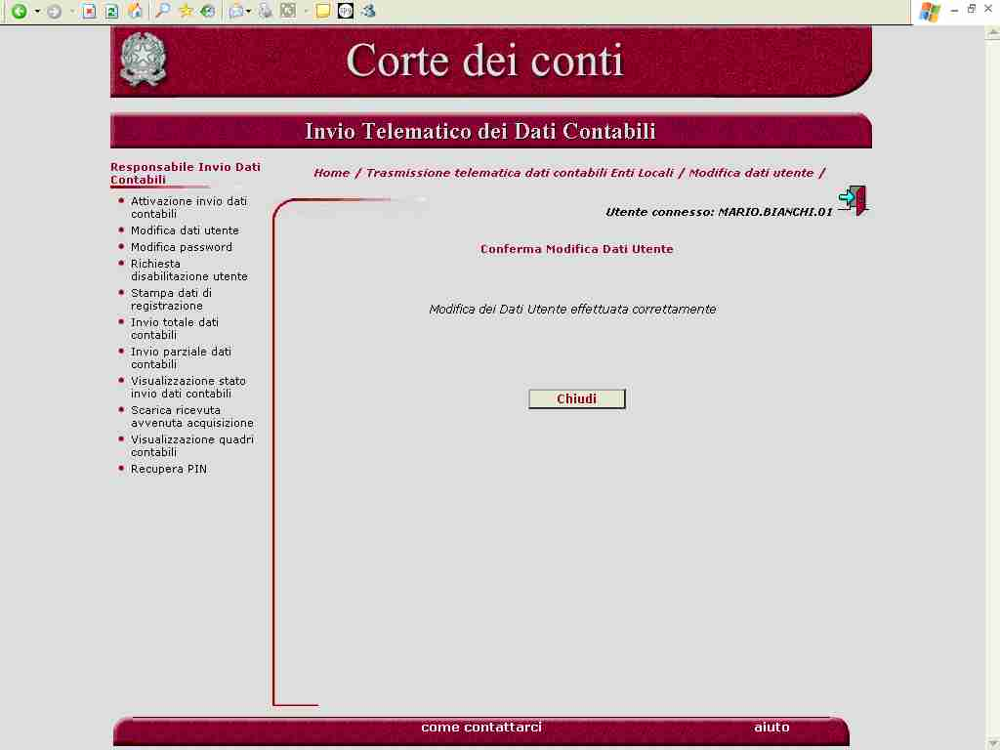 Corte dei conti
Invio Telematico dei Dati Contabili
Responsabile Invio Dati
Contabili
Attivazione invio dati
contabili
Modifica dati utente
Modifica password
Richiesta
disabilitazione utente
Stampa dati di
registrazione
Invio totale dati
contabili
Invio parziale dati
contabili
Visualizzazione stato
invio dati contabili
Scarica ricevuta
avvenuta acquisizione
Visualizzazione quadri
contabili
Recupera PIN
Home / Trasmissione telematica dati contabili Enti Locali / Modifica dati utente /
Utente connesso: MARIO.BIANCHI.01
Conferma Modifica Dati Utente
Modifica dei Dati Utente effettuata correttamente
Chiudi
come contattarci
aiuto